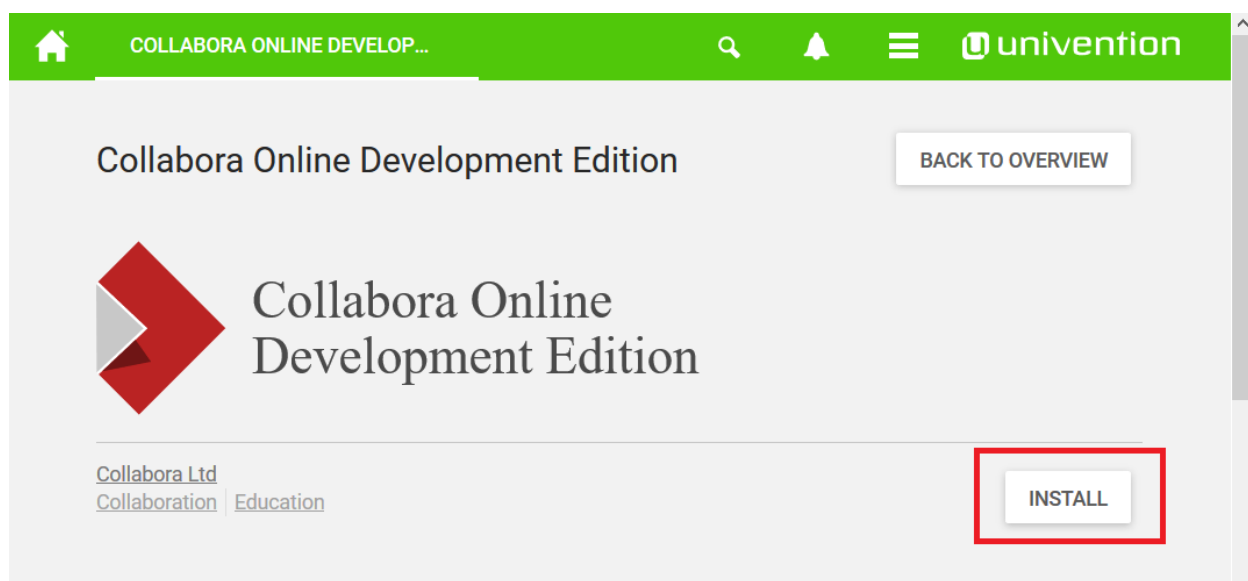 COLLABORA ONLINE DEVELOP...
univention
Collabora Online Development Edition
BACK TO OVERVIEW
Collabora Online
Development Edition
Collabora Ltd
Collaboration Education
INSTALL